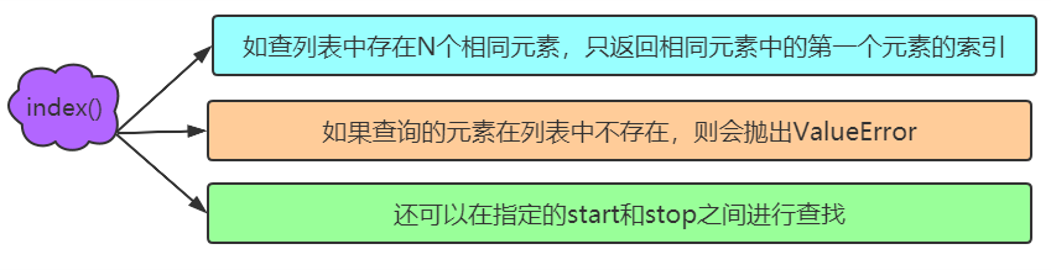 如查列表中存在N个相同元素，只返回相同元素中的第一个元素的索引
index()
如果查询的元素在列表中不存在，则会抛出ValueError
还可以在指定的start和stop之间进行查找